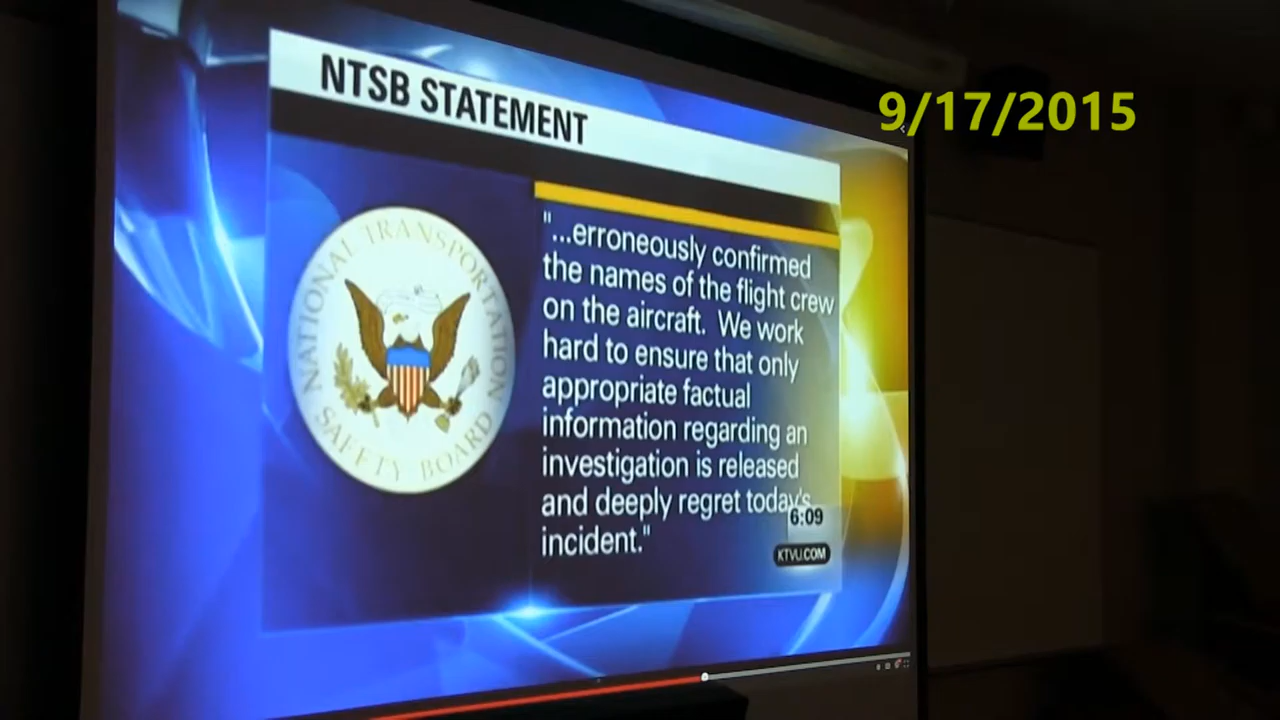 9/17/2015
NTSB STATEMENT
NATIONAL TRANSPORTATION
SAFETY BOARD
"...erroneously confirmed
the names of the flight crew
on the aircraft. We work
hard to ensure that only
appropriate factual
information regarding an
investigation is released
and deeply regret today's
incident."
6:09
KTVU.COM